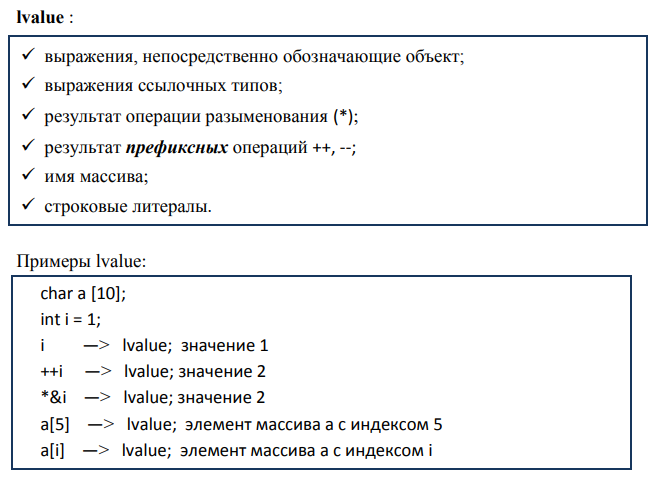 lvalue :
✓ выражения, непосредственно обозначающие объект;
✓ выражения ссылочных типов;
✓ результат операции разыменования (*);
✓ результат префиксных операций ++, --;
✓ имя массива;
✓ строковые литералы.
Примеры lvalue:
char a [10];
int i = 1;
i —> lvalue; значение 1
++i —> lvalue; значение 2
*&i —> lvalue; значение 2
a[5] —> lvalue; элемент массива a с индексом 5
a[i] —> lvalue; элемент массива a с индексом i